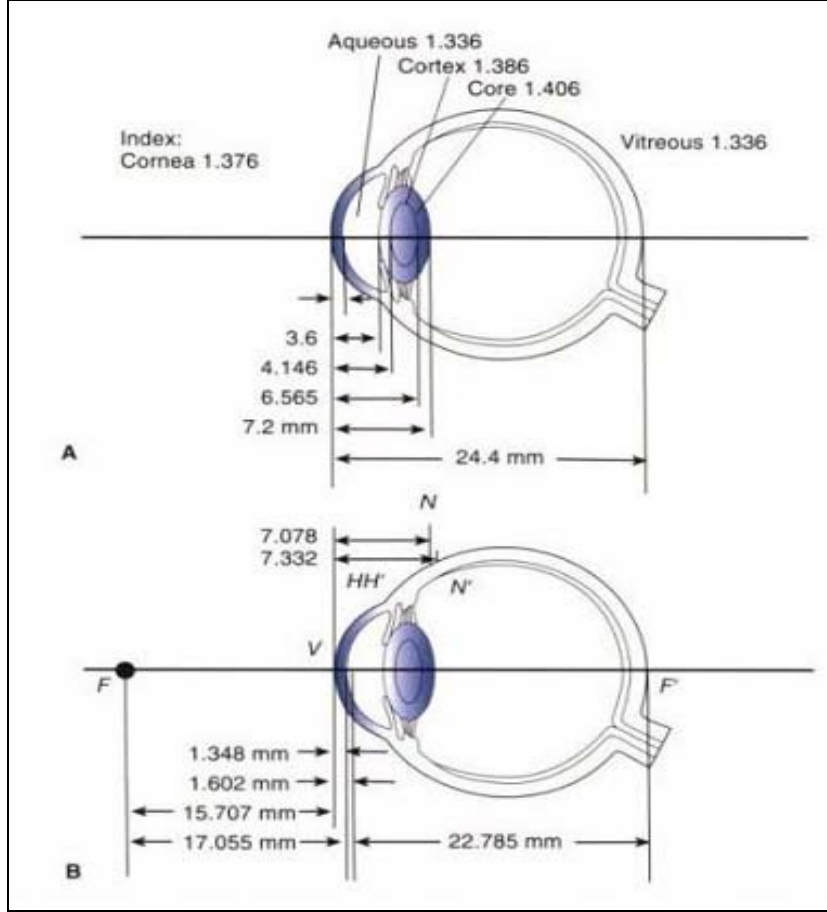 Aqueous 1.336
Cortex 1.386
Core 1.406
Index:
Cornea 1.376
Vitreous 1.336
3.6
4.146
6.565
7.2 mm
A
24.4 mm
N
7.078
7.332
HH'
N'
V
F
F'
1.348 mm
1.602 mm
15.707 mm
17.055 mm
22.785 mm
B